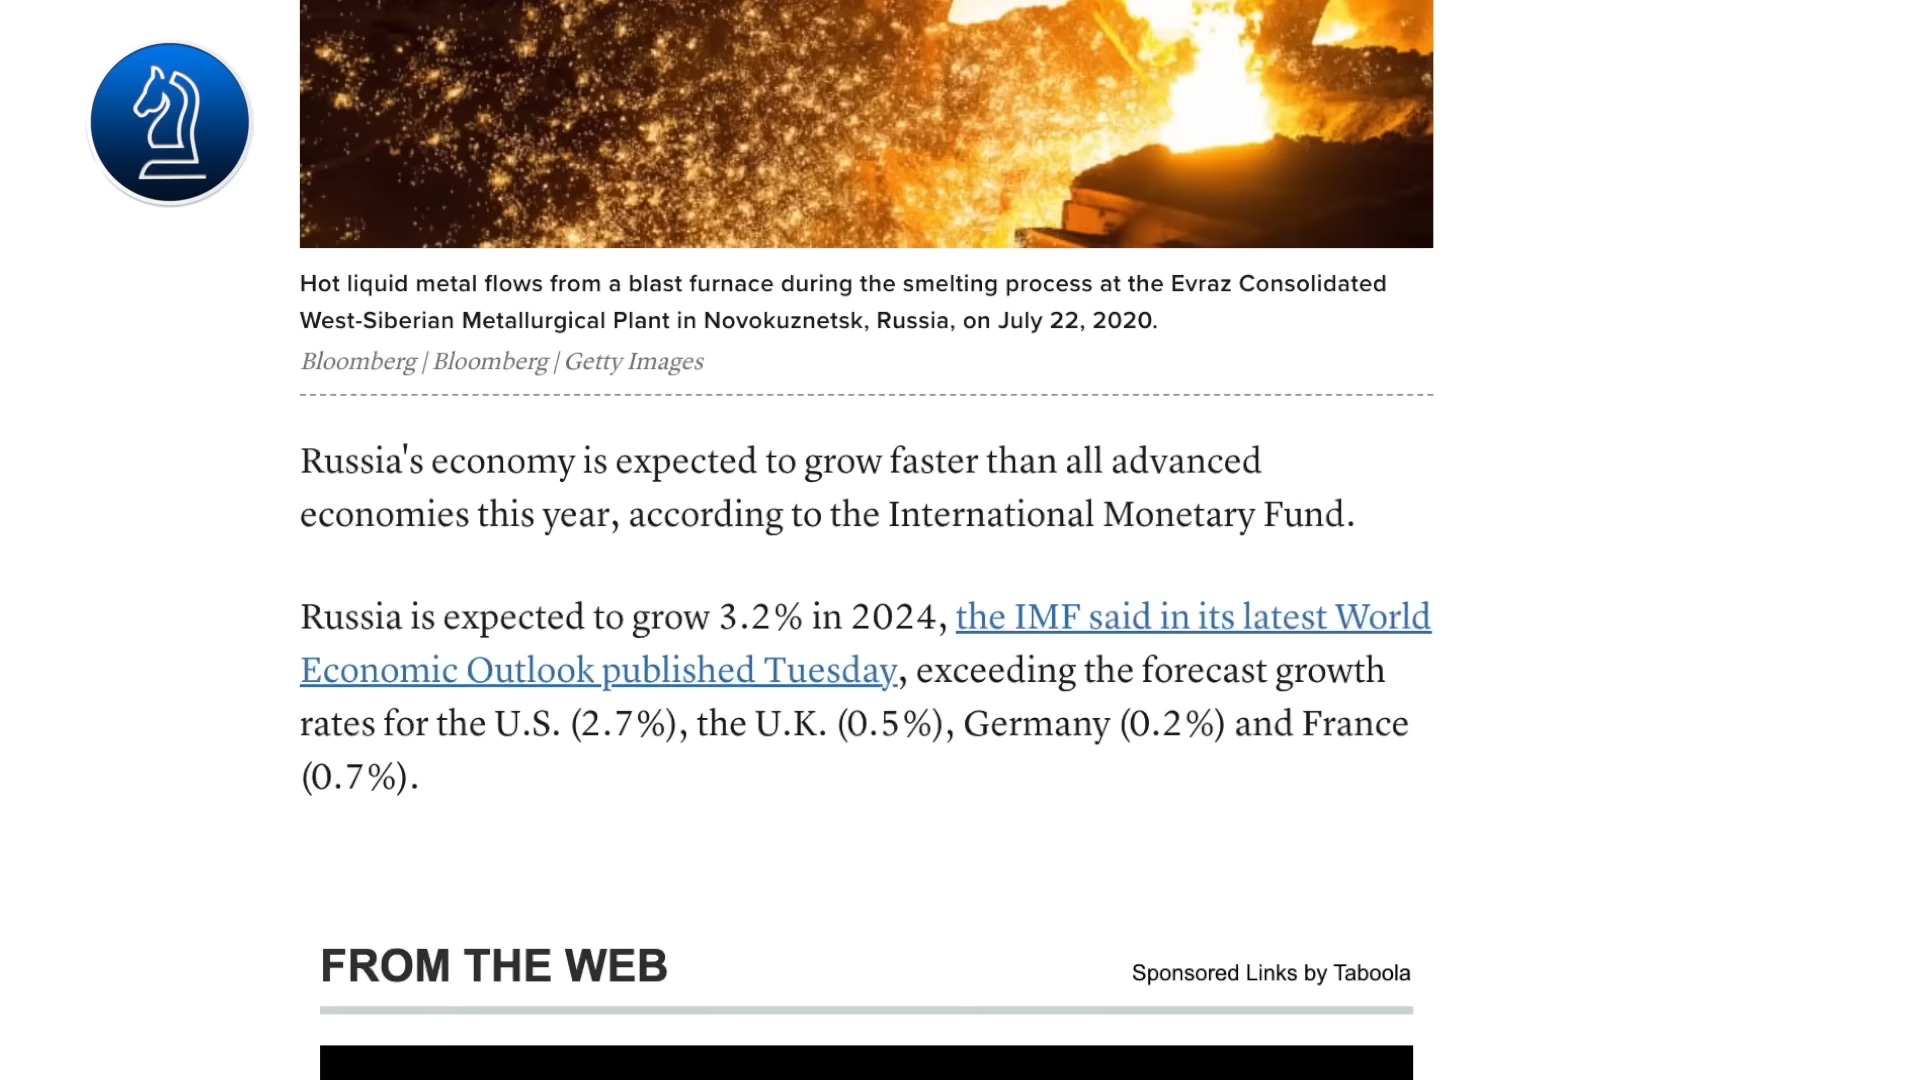 Hot liquid metal flows from a blast furnace during the smelting process at the Evraz Consolidated
West-Siberian Metallurgical Plant in Novokuznetsk, Russia, on July 22, 2020.
Bloomberg | Bloomberg | Getty Images
Russia's economy is expected to grow faster than all advanced
economies this year, according to the International Monetary Fund.
Russia is expected to grow 3.2% in 2024, the IMF said in its latest World
Economic Outlook published Tuesday, exceeding the forecast growth
rates for the U.S. (2.7%), the U.K. (0.5%), Germany (0.2%) and France
(0.7%).
FROM THE WEB
Sponsored Links by Taboola